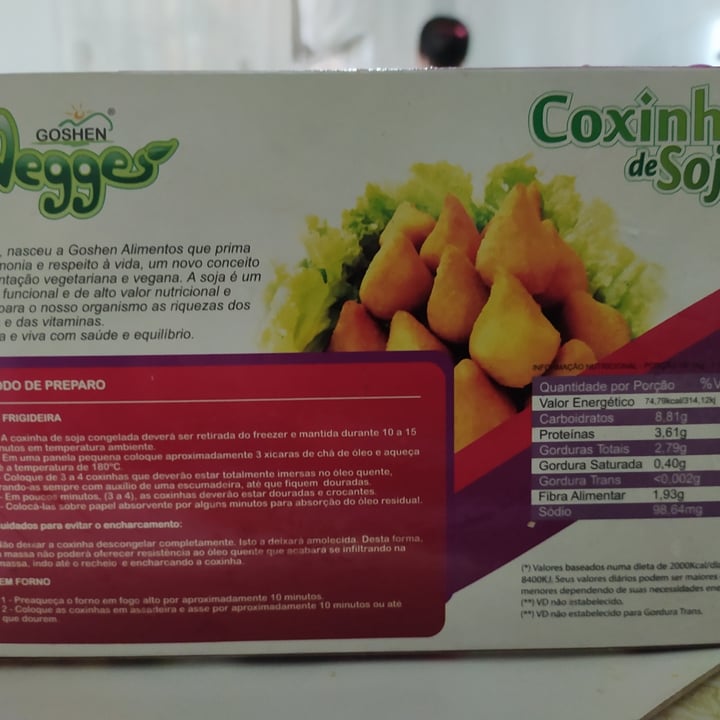 GOSHEN
Vegges
Coxinh
de Soj
, nasceu a Goshen Alimentos que prima
monia e respeito à vida, um novo conceito
ntação vegetariana e vegana. A soja é um
funcional e de alto valor nutricional e
para o nosso organismo as riquezas dos
e das vitaminas.
a e viva com saúde e equilíbrio.
ODO DE PREPARO
FRIGIDEIRA
A coxinha de soja congelada deverá ser retirada do freezer e mantida durante 10 a 15
nutos em temperatura ambiente.
Em uma panela pequena coloque aproximadamente 3 xicaras de chá de óleo e aqueça
é a temperatura de 180°C.
- Coloque de 3 a 4 coxinhas que deverão estar totalmente imersas no óleo quente,
rando-as sempre com auxílio de uma escumadeira, até que fiquem douradas.
- Em poucos minutos, (3 a 4), as coxinhas deverão estar douradas e crocantes.
- Colocá-las sobre papel absorvente por alguns minutos para absorção do óleo residual.
uidados para evitar o encharcamento:
Não deixar a coxinha descongelar completamente. Isto a deixará amolecida. Desta forma,
a massa não poderá oferecer resistência ao óleo quente que acabará se infiltrando na
massa, indo até o recheio e encharcando a coxinha.
EM FORNO
1 - Preaqueça o forno em fogo alto por aproximadamente 10 minutos.
2 - Coloque as coxinhas em assadeira e asse por aproximadamente 10 minutos ou até
que dourem
INFORMAÇÃO NUTRICIONAL
Quantidade por Porção %V
Valor Energético 74,79kcal/314,12kj
Carboidratos 8,81g
Proteínas 3,61g
Gorduras Totais 2,79g
Gordura Saturada 0,40g
Gordura Trans <0,002g
Fibra Alimentar 1,93g
Sódio 98,64mg
(*) Valores baseados numa dieta de 2000Kcal/dia
8400KJ. Seus valores diários podem ser maiores
menores dependendo de suas necessidades ene
(**) VD não estabelecido.
(**) VD não estabelecido para Gordura Trans.